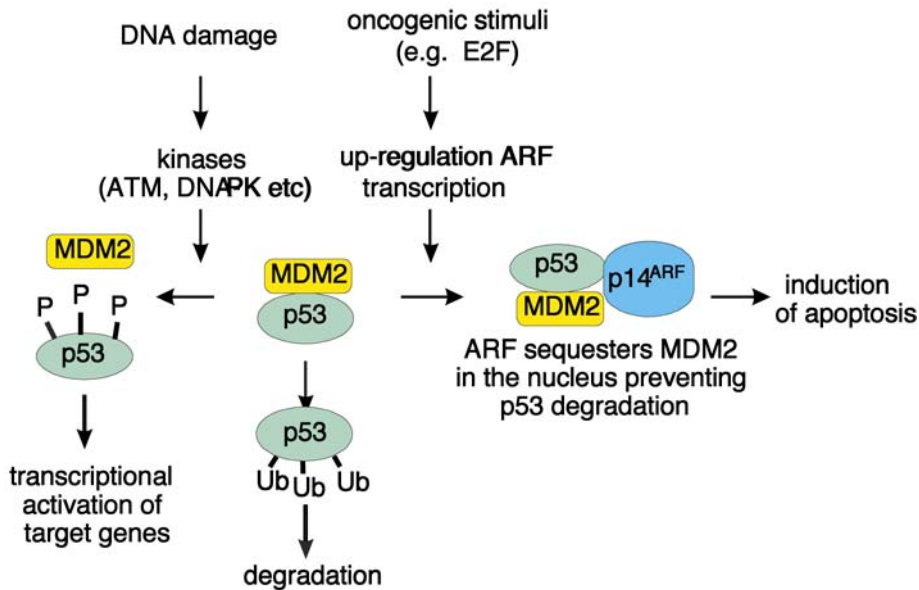 DNA damage
oncogenic stimuli
(e.g. E2F)
kinases
(ATM, DNAPK etc)
up-regulation ARF
transcription
MDM2
P
P
P
p53
transcriptional
activation of
target genes
MDM2
p53
p53
Ub
Ub
Ub
degradation
p53
MDM2
p14ARF
ARF sequesters MDM2
in the nucleus preventing
p53 degradation
induction
of apoptosis